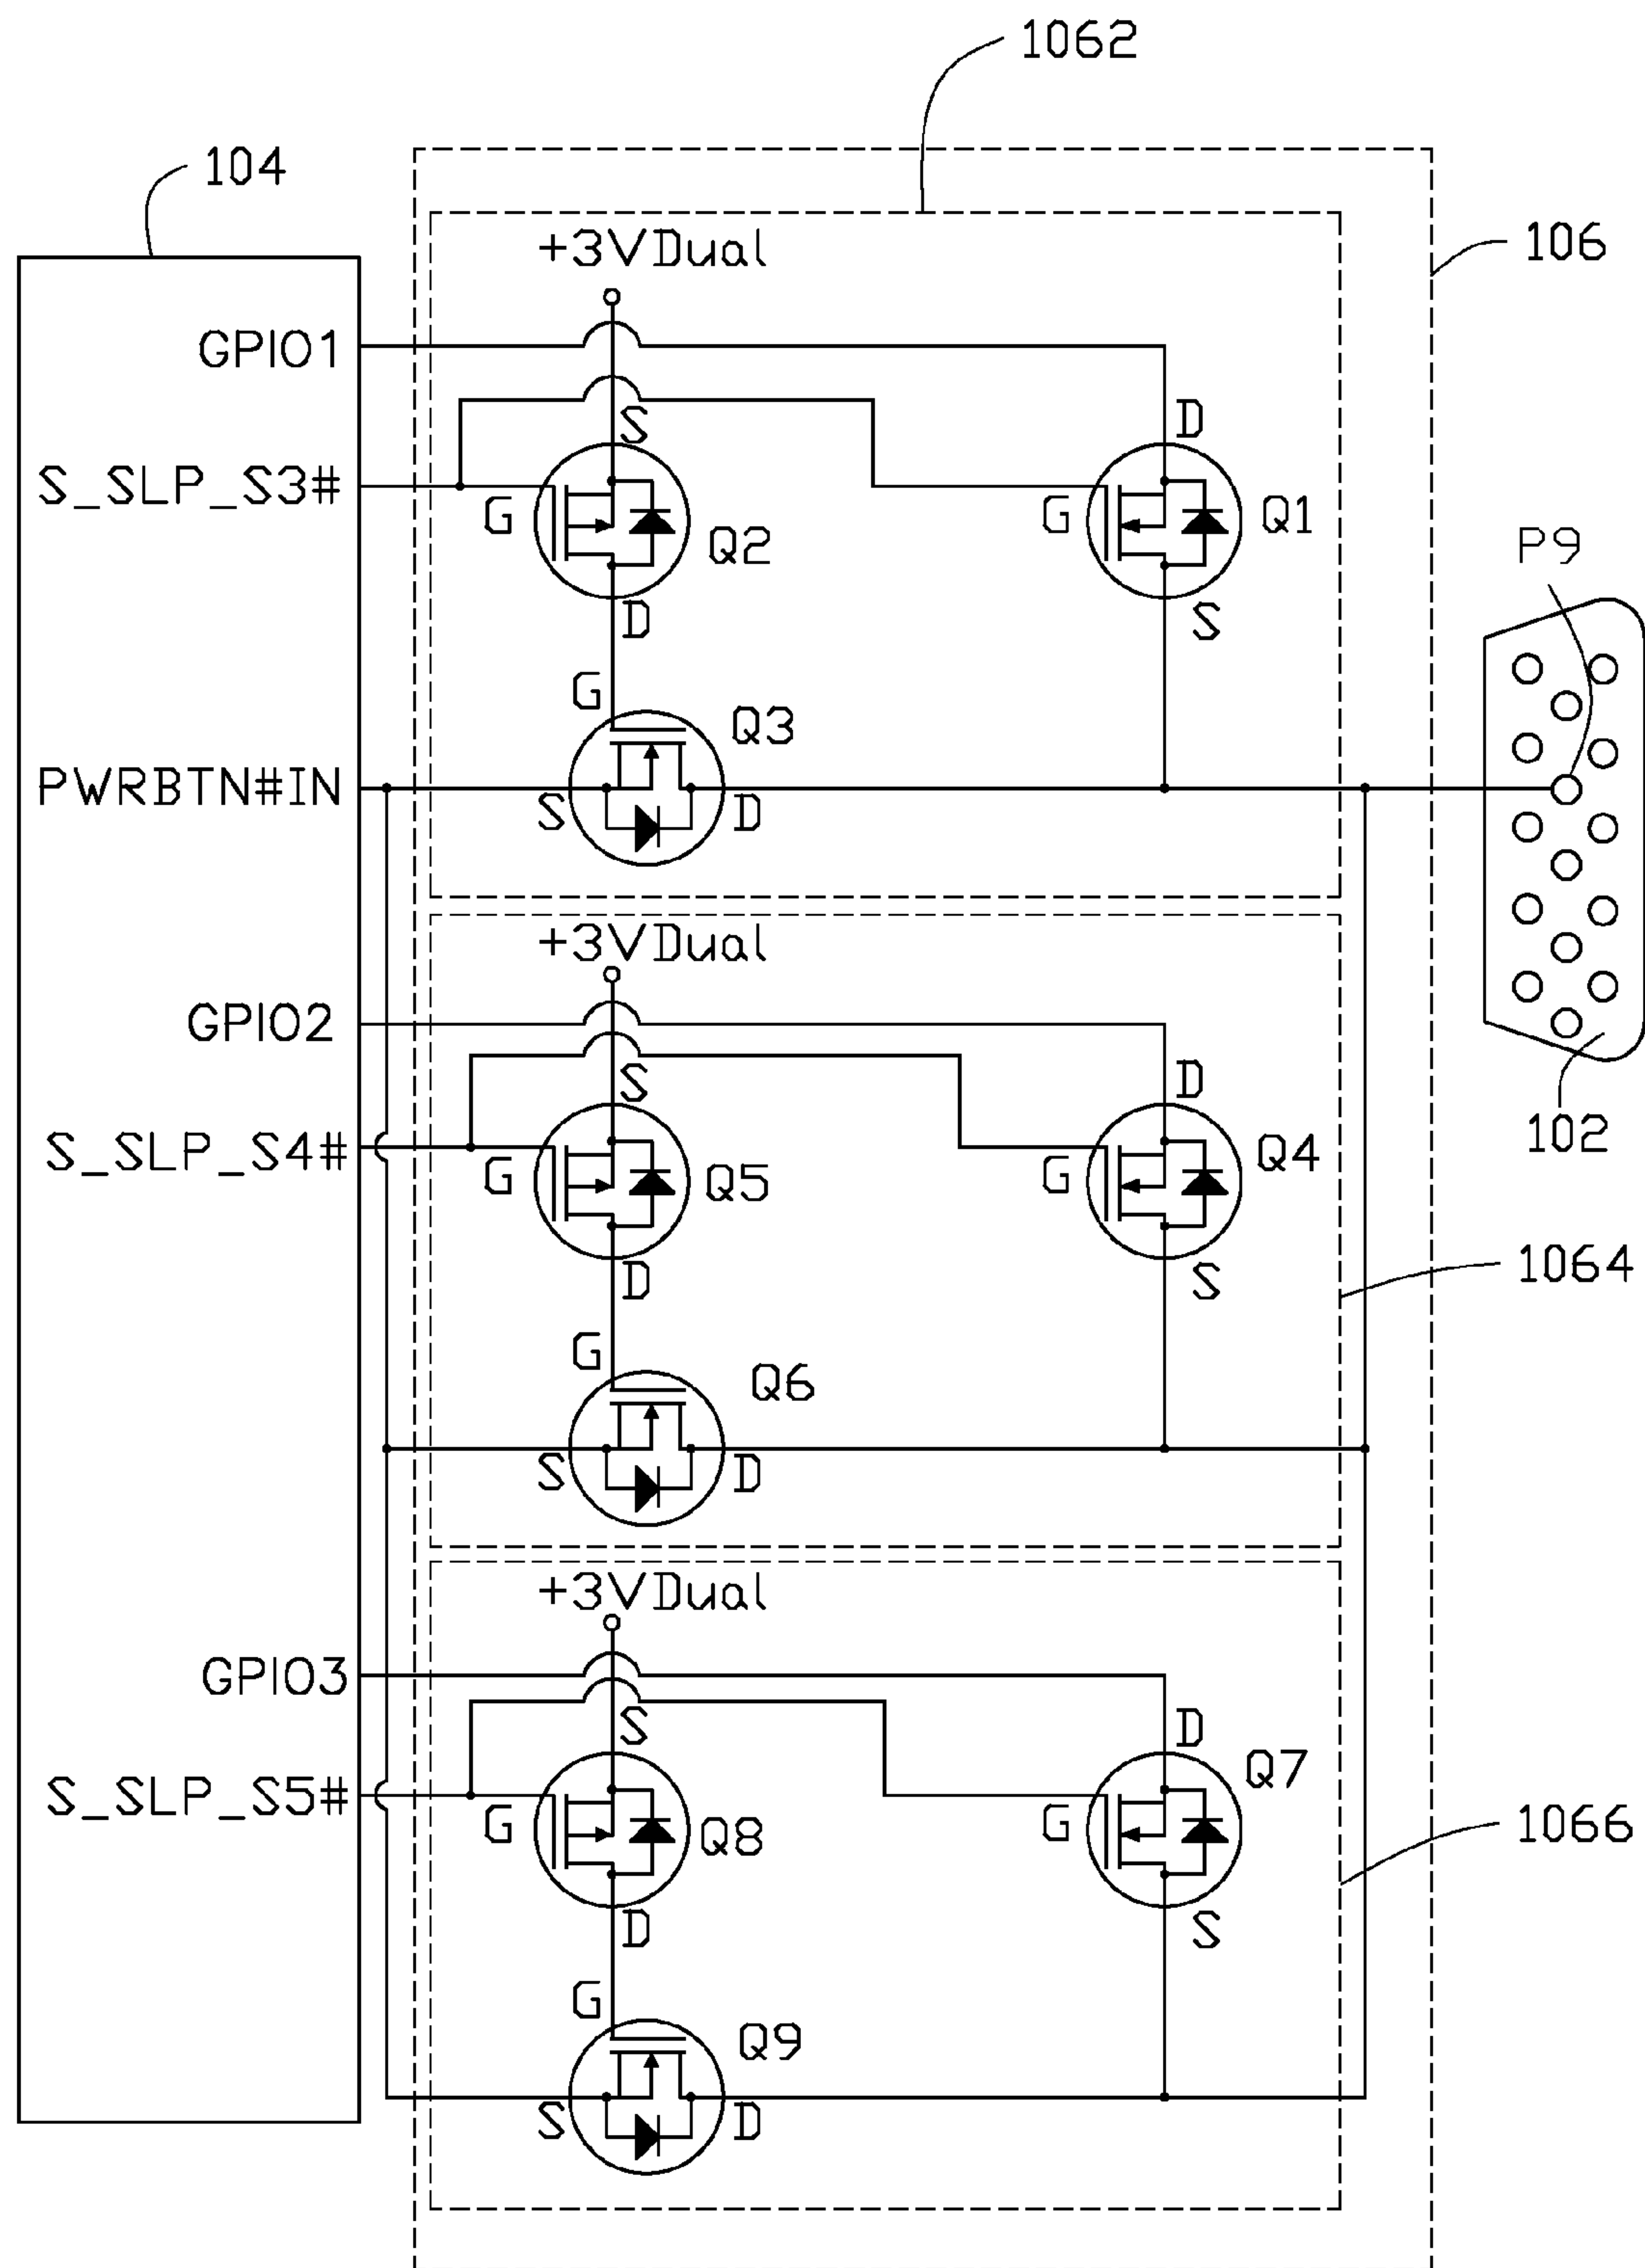 1062
104
106
+3VDual
GPIO1
S D
S_SLP_S3#
G Q2 G Q1
P9
D S
G Q3
PWRBTN#IN
S D
+3VDual
GPIO2
S D
102
S_SLP_S4#
G Q5 G Q4
D S
1064
G Q6
S D
+3VDual
GPIO3
S D
S_SLP_S5#
G Q8 G Q7
1066
D S
G Q9
S D